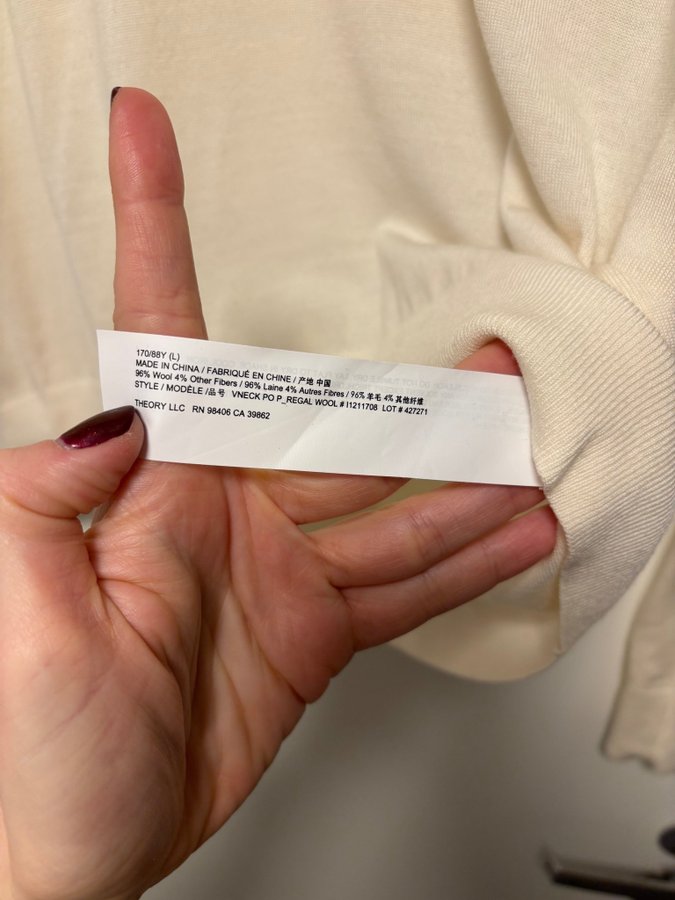 170/88Y (L)
MADE IN CHINA / FABRIQUÉ EN CHINE / 产地 中国
96% Wool 4% Other Fibers / 96% Laine 4% Autres Fibres / 96% 羊毛 4% 其他纤维
STYLE / MODÈLE /品号 VNECK PO P_REGAL WOOL # I1211708 LOT # 427271
THEORY LLC RN 98406 CA 39862